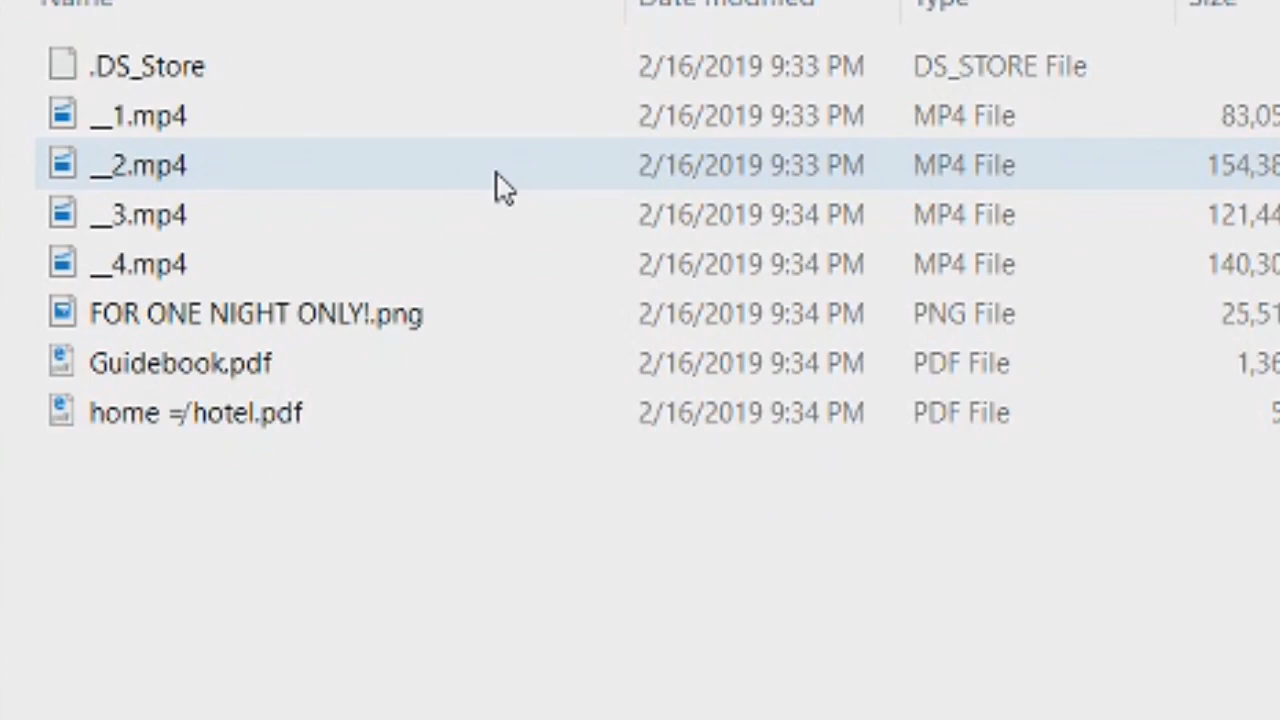 Name Date modified Type Size
.DS_Store 2/16/2019 9:33 PM DS_STORE File
__1.mp4 2/16/2019 9:33 PM MP4 File 83,05
__2.mp4 2/16/2019 9:33 PM MP4 File 154,38
__3.mp4 2/16/2019 9:34 PM MP4 File 121,44
__4.mp4 2/16/2019 9:34 PM MP4 File 140,30
FOR ONE NIGHT ONLY!.png 2/16/2019 9:34 PM PNG File 25,51
Guidebook.pdf 2/16/2019 9:34 PM PDF File 1,36
home =/hotel.pdf 2/16/2019 9:34 PM PDF File 5